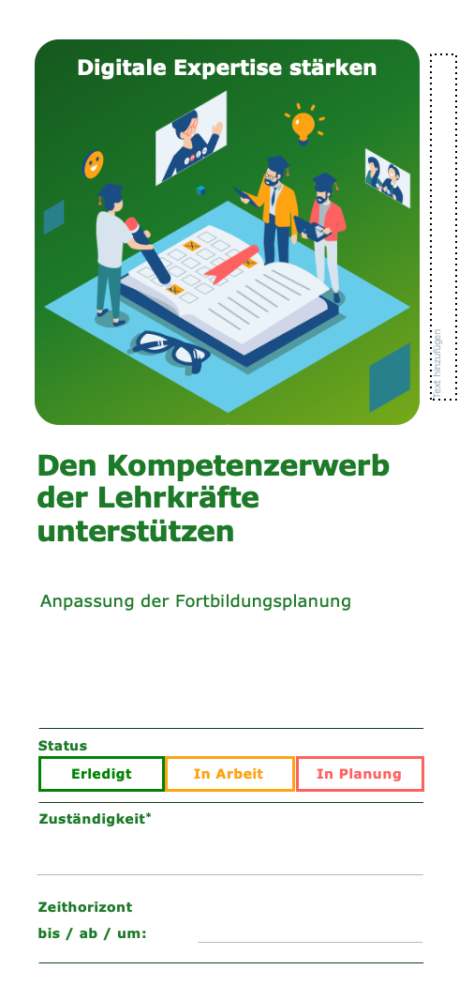 Digitale Expertise stärken
Text hinzufügen
Den Kompetenzerwerb
der Lehrkräfte
unterstützen
Anpassung der Fortbildungsplanung
Status
Erledigt
In Arbeit
In Planung
Zuständigkeit*
Zeithorizont
bis / ab / um: